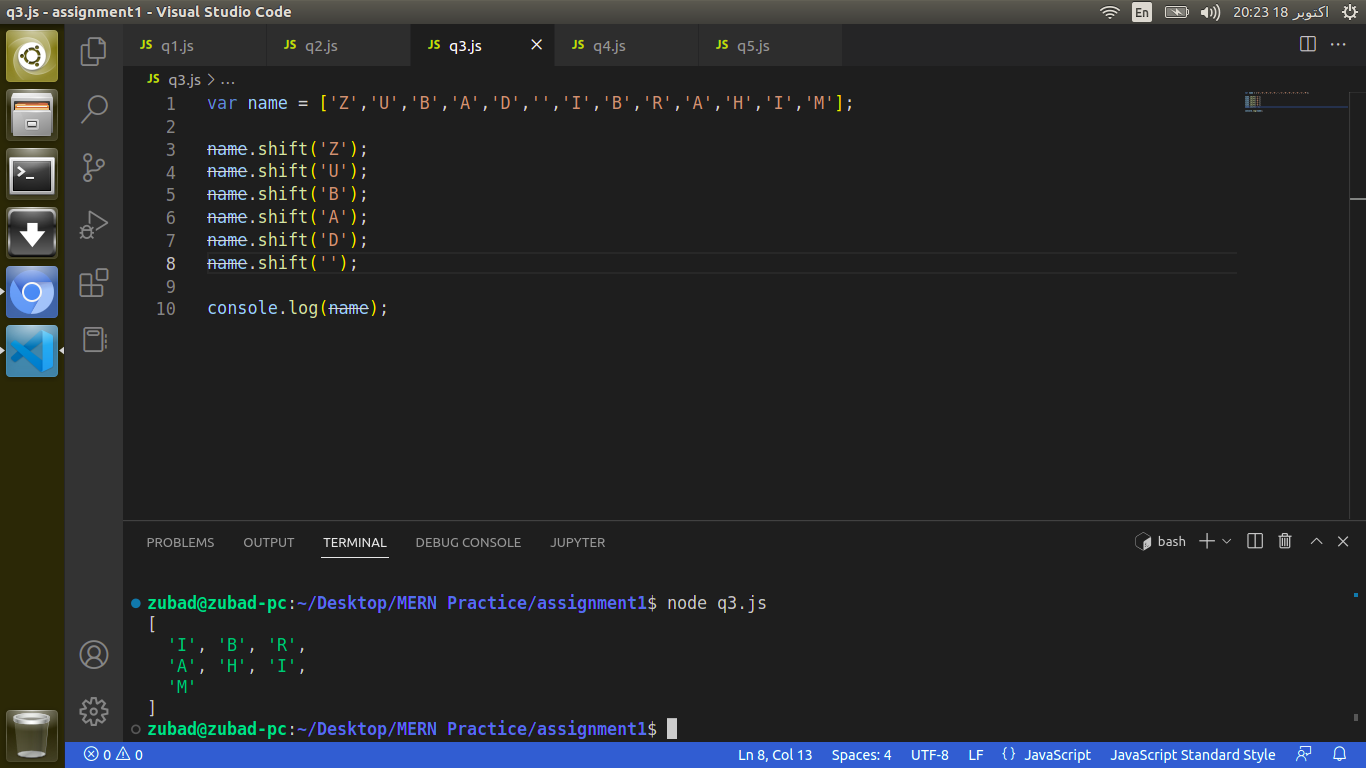 q3.js - assignment1 - Visual Studio Code
En
20:23 18 اکتوبر
JS q1.js
JS q2.js
JS q3.js
JS q4.js
JS q5.js
JS q3.js > ...
1 var name = ['Z','U','B','A','D','','I','B','R','A','H','I','M'];
2
3 name.shift('Z');
4 name.shift('U');
5 name.shift('B');
6 name.shift('A');
7 name.shift('D');
8 name.shift('');
9
10 console.log(name);
PROBLEMS OUTPUT TERMINAL DEBUG CONSOLE JUPYTER
bash
zubad@zubad-pc:~/Desktop/MERN Practice/assignment1$ node q3.js
[
'I', 'B', 'R',
'A', 'H', 'I',
'M'
]
zubad@zubad-pc:~/Desktop/MERN Practice/assignment1$
0 0
Ln 8, Col 13 Spaces: 4 UTF-8 LF {} JavaScript JavaScript Standard Style